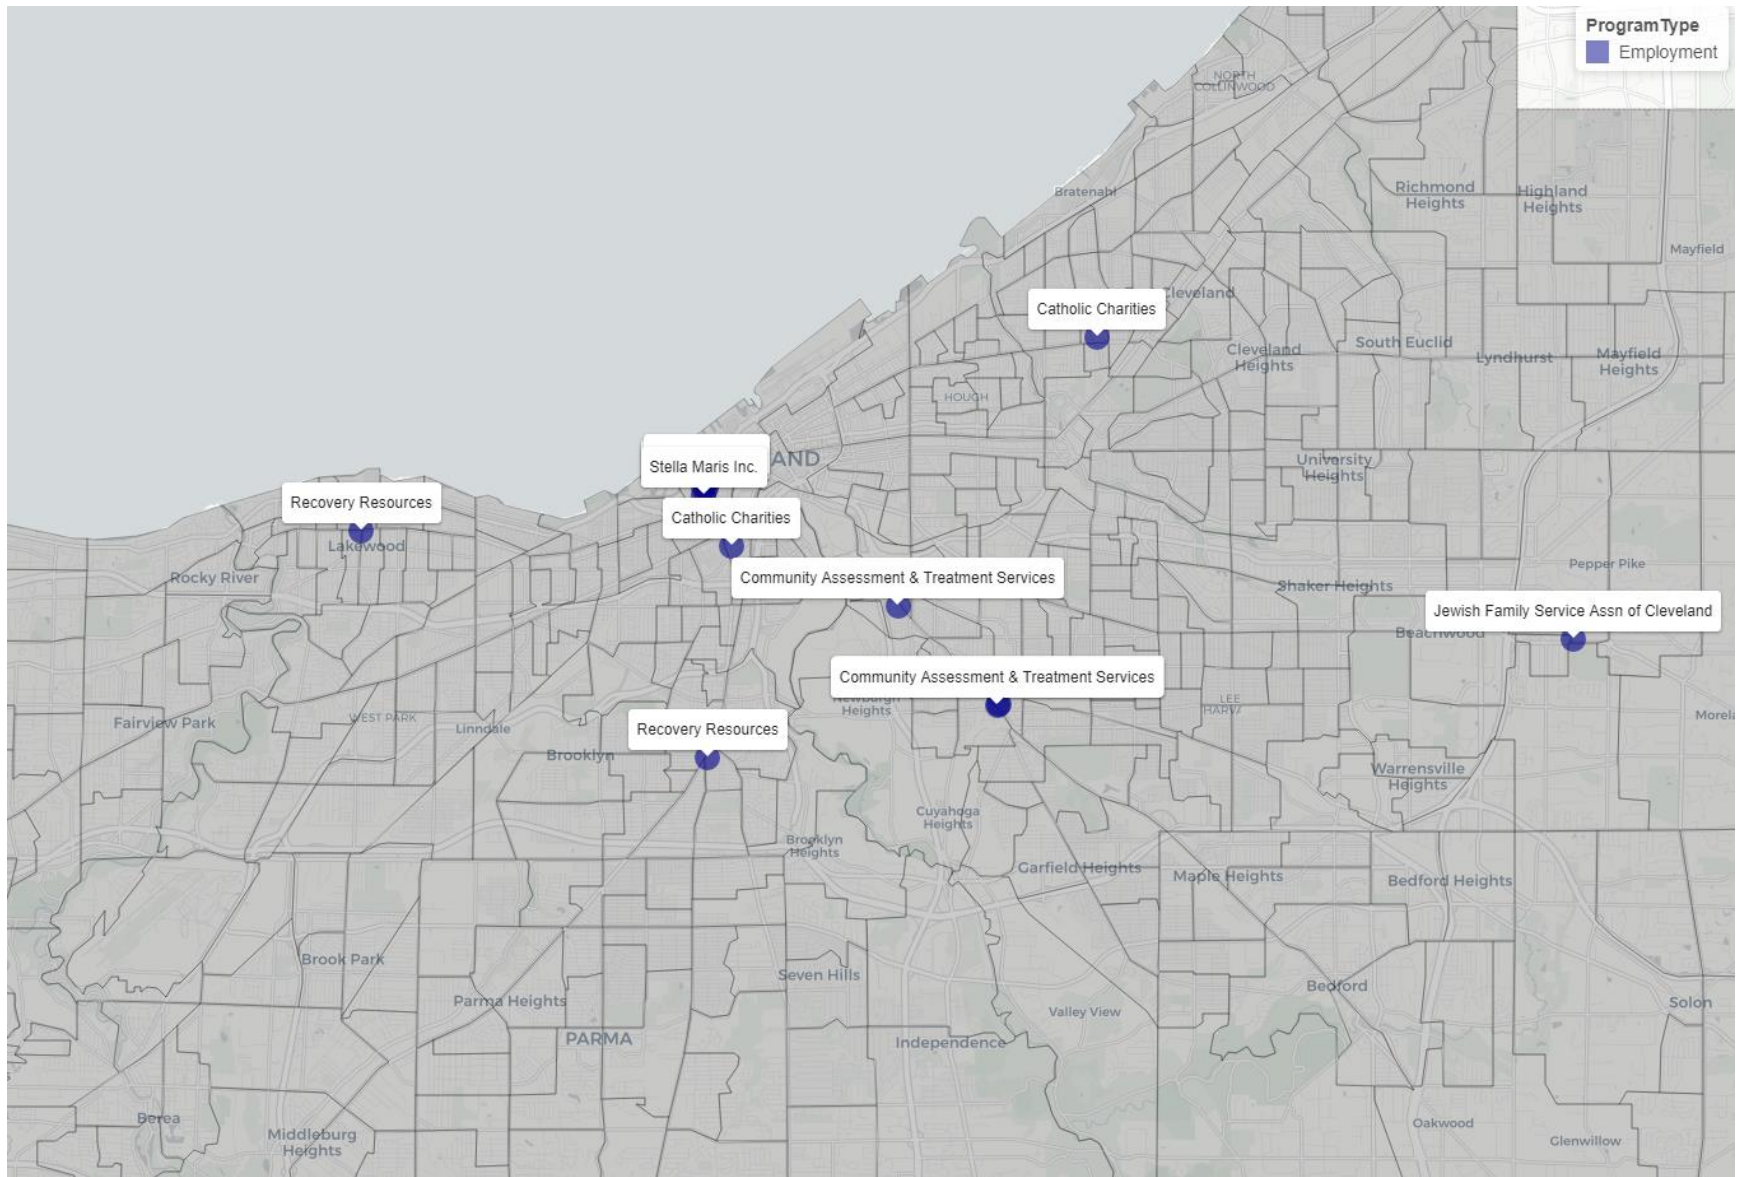 ProgramType
Employment
NORTH
COLLINWOOD
Bratenahl
Richmond
Heights
Highland
Heights
Mayfield
Catholic Charities
Cleveland
Cleveland
Heights
South Euclid
Lyndhurst
Mayfield
Heights
HOUGH
Stella Maris Inc.
AND
University
Heights
Recovery Resources
Catholic Charities
Lakewood
Rocky River
Community Assessment & Treatment Services
Pepper Pike
Shaker Heights
Jewish Family Service Assn of Cleveland
Beachwood
Community Assessment & Treatment Services
Newburgh
Heights
LEE
Fairview Park
WEST PARK
Linndale
Recovery Resources
Brooklyn
Warrensville
Heights
Cuyahoga
Heights
Brooklyn
Heights
Garfield Heights
Maple Heights
Bedford Heights
Brook Park
Seven Hills
Parma Heights
Bedford
Solon
Valley View
PARMA
Independence
Berea
Middleburg
Heights
Oakwood
Glenwillow